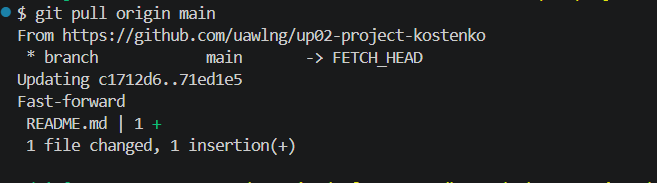 $ git pull origin main
From https://github.com/uawlng/up02-project-kostenko
 * branch            main       -> FETCH_HEAD
Updating c1712d6..71ed1e5
Fast-forward
 README.md | 1 +
 1 file changed, 1 insertion(+)